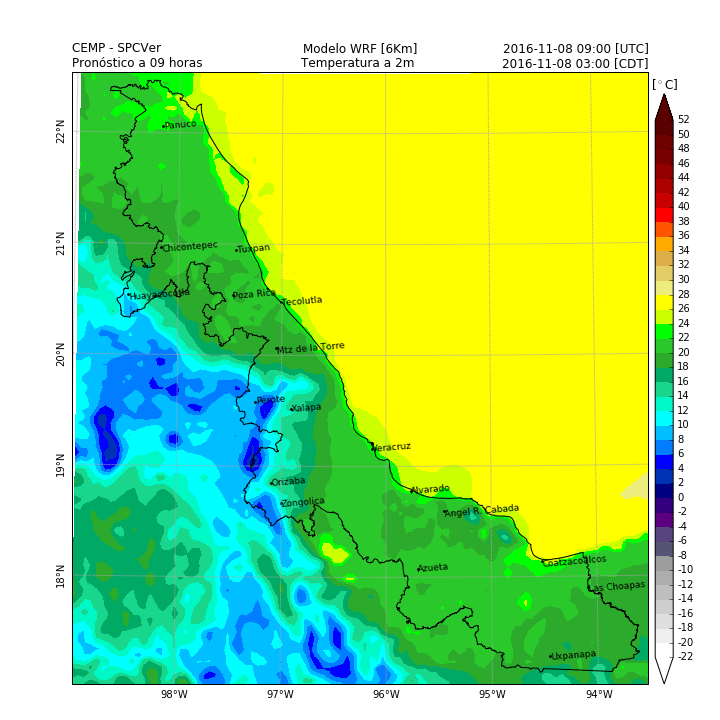 CEMP - SPCVer Modelo WRF [6Km] 2016-11-08 09:00 [UTC]
Pronóstico a 09 horas Temperatura a 2m 2016-11-08 03:00 [CDT]
[°C]
52
50
48
46
44
42
40
38
36
34
32
30
28
26
24
22
20
18
16
14
12
10
8
6
4
2
0
-2
-4
-6
-8
-10
-12
-14
-16
-18
-20
-22
22°N
21°N
20°N
19°N
18°N
Panuco
Chicontepec
Tuxpan
Huayacocotla
Poza Rica
Tecolutla
Mtz de la Torre
Perote
Xalapa
Veracruz
Orizaba
Alvarado
Zongolica
Angel R. Cabada
Azueta
Coatzacoalcos
Las Choapas
Uxpanapa
98°W 97°W 96°W 95°W 94°W